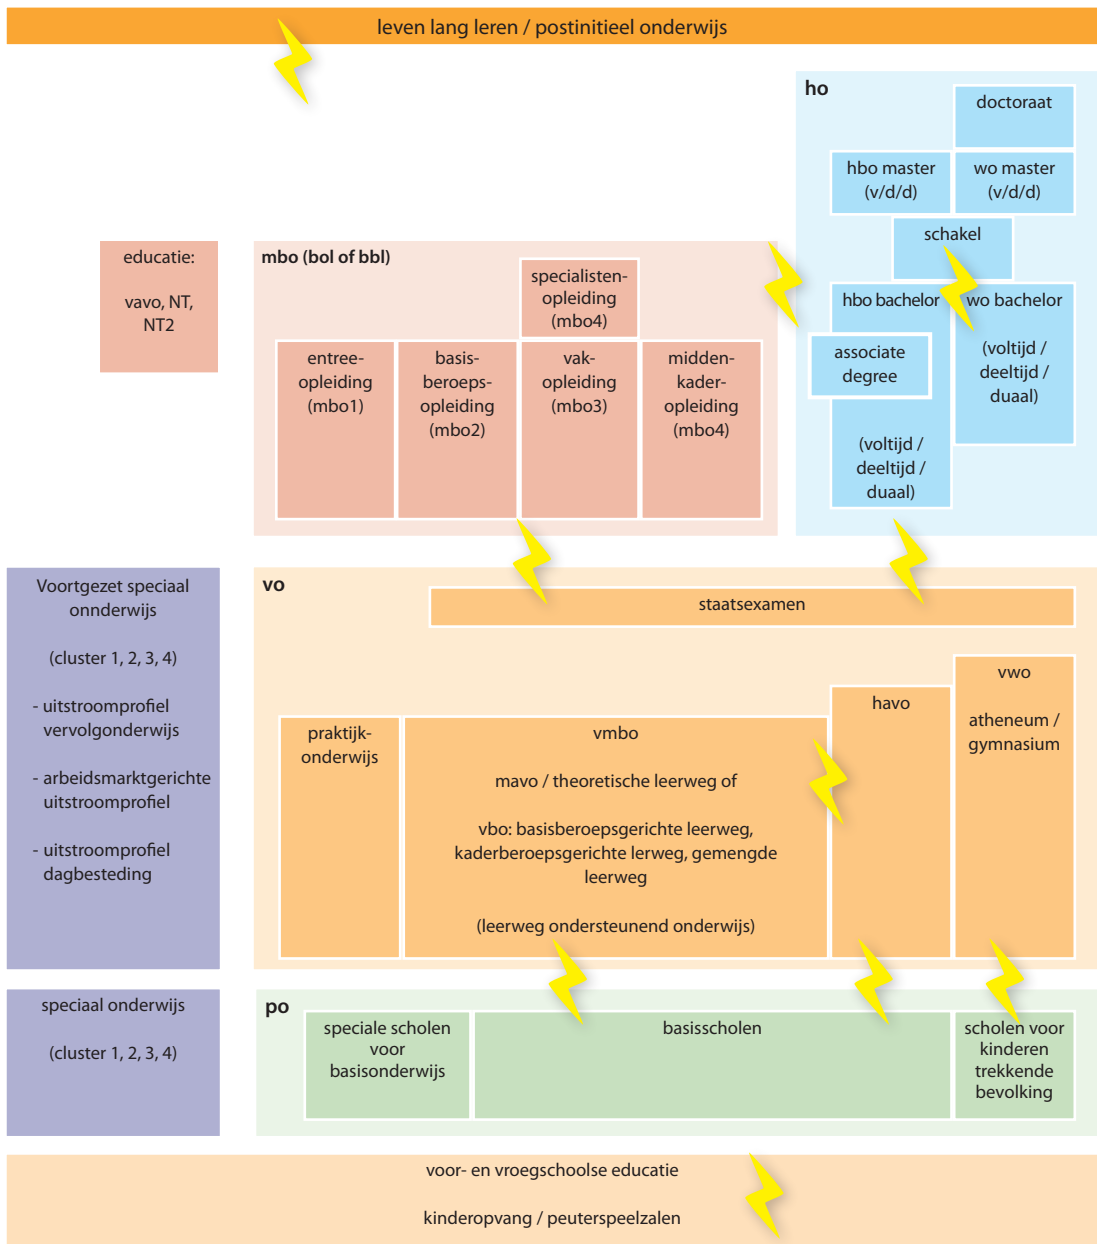 leven lang leren / postinitieel onderwijs
ho
doctoraat
hbo master
(v/d/d)
wo master
(v/d/d)
schakel
hbo bachelor
wo bachelor
associate
degree
(voltijd /
deeltijd /
duaal)
(voltijd /
deeltijd /
duaal)
educatie:
vavo, NT,
NT2
mbo (bol of bbl)
specialisten-
opleiding
(mbo4)
entree-
opleiding
(mbo1)
basis-
beroeps-
opleiding
(mbo2)
vak-
opleiding
(mbo3)
midden-
kader-
opleiding
(mbo4)
Voortgezet speciaal
onnderwijs
(cluster 1, 2, 3, 4)
- uitstroomprofiel
vervolgonderwijs
- arbeidsmarktgerichte
uitstroomprofiel
- uitstroomprofiel
dagbesteding
vo
staatsexamen
praktijk-
onderwijs
vmbo
mavo / theoretische leerweg of
vbo: basisberoepsgerichte leerweg,
kaderberoepsgerichte lerweg, gemengde
leerweg
(leerweg ondersteunend onderwijs)
havo
vwo
atheneum /
gymnasium
speciaal onderwijs
(cluster 1, 2, 3, 4)
po
speciale scholen
voor
basisonderwijs
basisscholen
scholen voor
kinderen
trekkende
bevolking
voor- en vroegschoolse educatie
kinderopvang / peuterspeelzalen